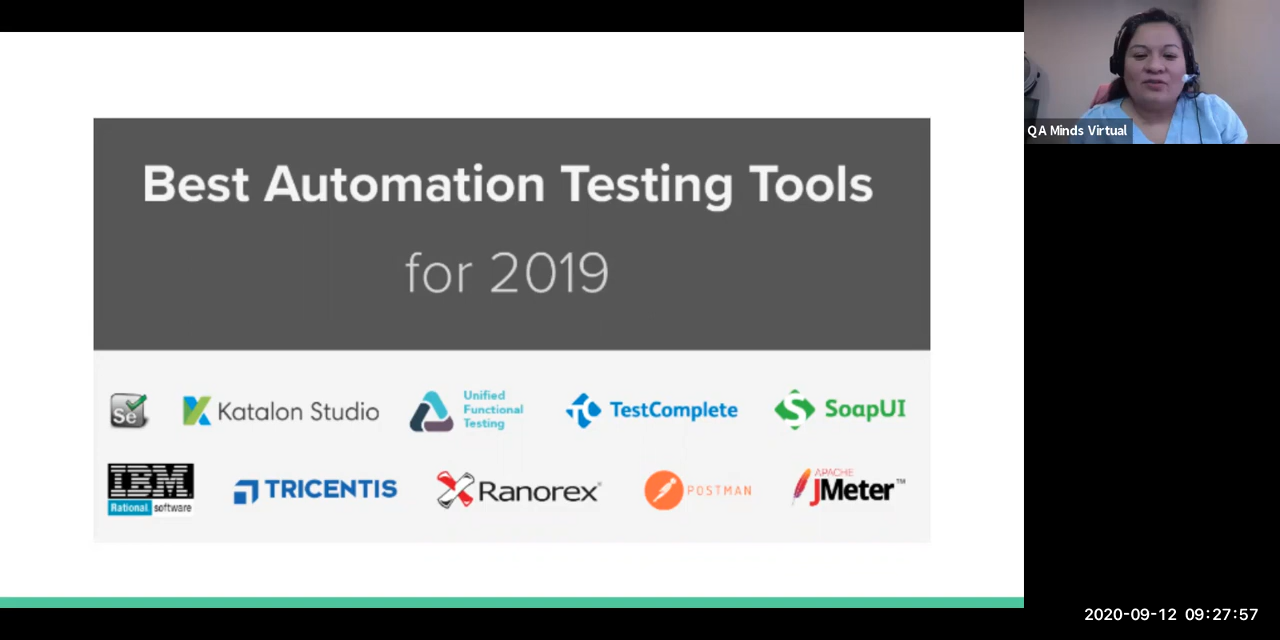 Best Automation Testing Tools
for 2019
Se
Katalon Studio
Unified
Functional
Testing
TestComplete
SoapUI
IBM
Rational software
TRICENTIS
Ranorex
POSTMAN
APACHE
JMeter™
QA Minds Virtual
2020-09-12 09:27:57